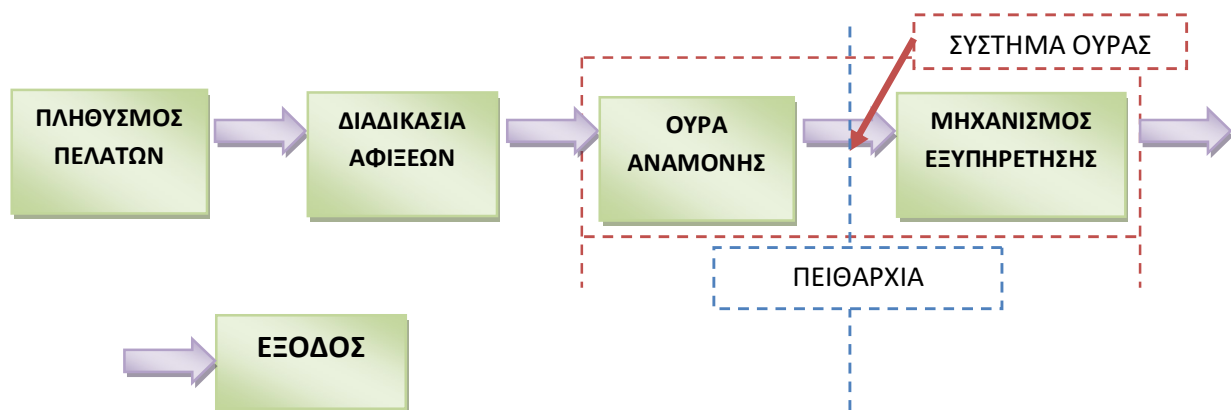 ΣΥΣΤΗΜΑ ΟΥΡΑΣ
ΠΛΗΘΥΣΜΟΣ
ΠΕΛΑΤΩΝ
ΔΙΑΔΙΚΑΣΙΑ
ΑΦΙΞΕΩΝ
ΟΥΡΑ
ΑΝΑΜΟΝΗΣ
ΜΗΧΑΝΙΣΜΟΣ
ΕΞΥΠΗΡΕΤΗΣΗΣ
ΠΕΙΘΑΡΧΙΑ
ΕΞΟΔΟΣ